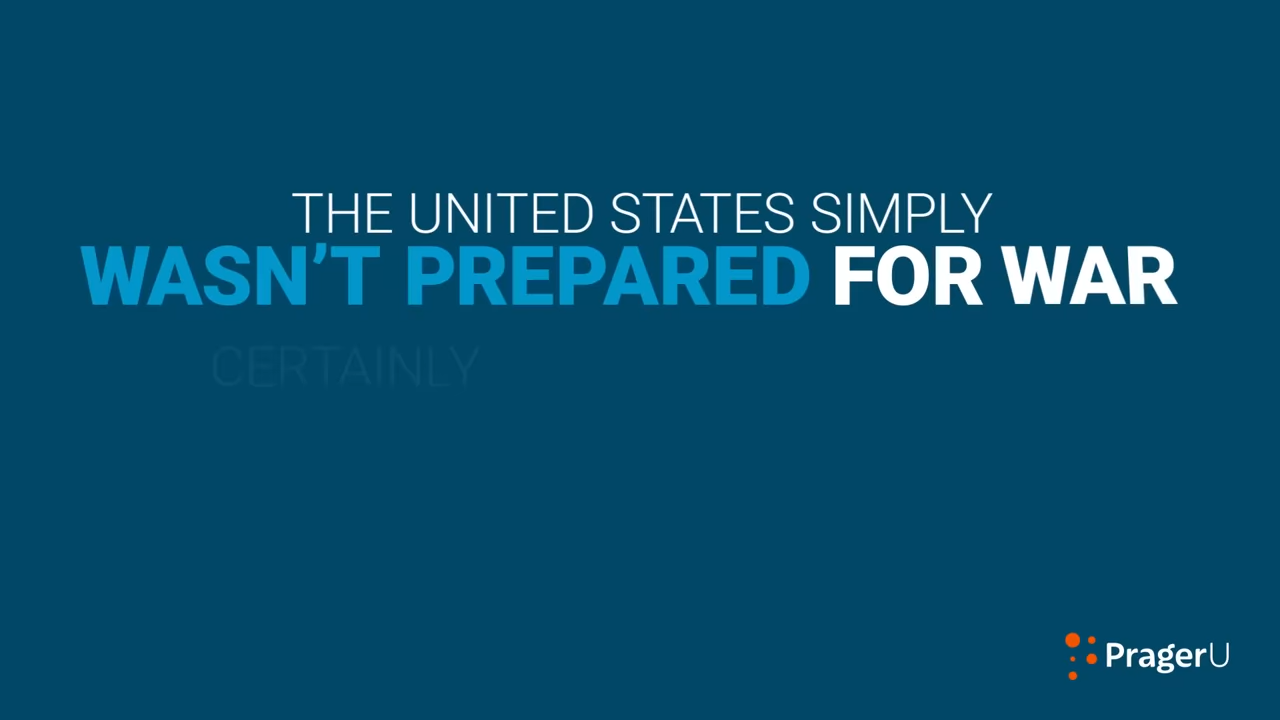 THE UNITED STATES SIMPLY
WASN'T PREPARED FOR WAR
CERTAINLY
PragerU